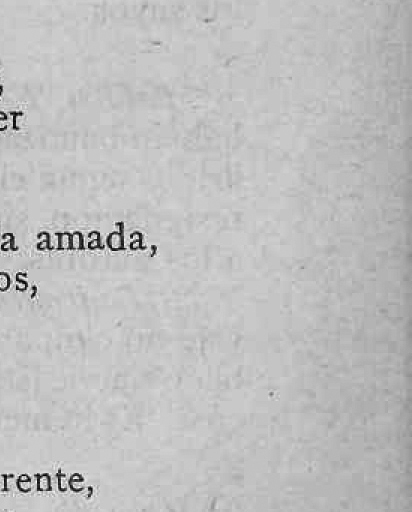 ,
er
a amada,
os,
rente,